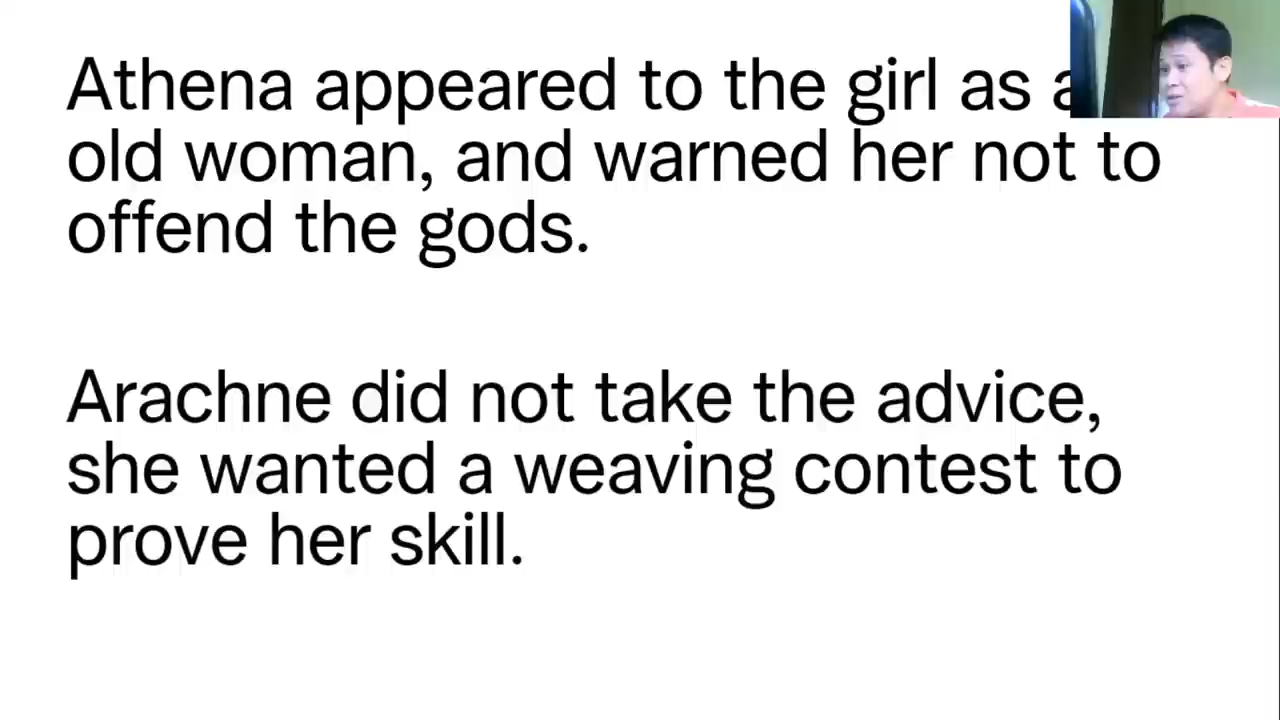 Athena appeared to the girl as
old woman, and warned her not to
offend the gods.
Arachne did not take the advice,
she wanted a weaving contest to
prove her skill.